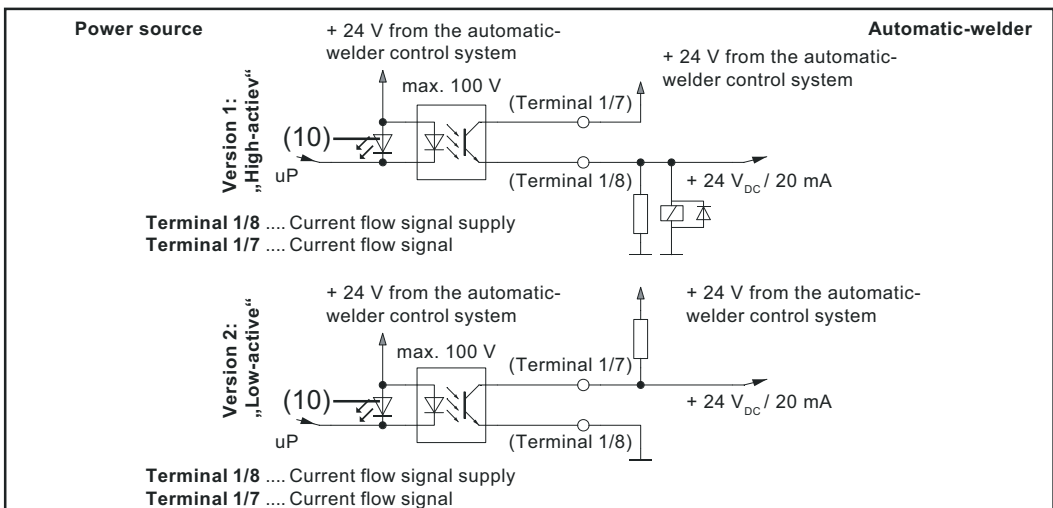 Power source
Automatic-welder
+ 24 V from the automatic-
welder control system
+ 24 V from the automatic-
welder control system
max. 100 V
(Terminal 1/7)
Version 1:
„High-actiev“
(10)
uP
(Terminal 1/8)
+ 24 V_DC / 20 mA
Terminal 1/8 .... Current flow signal supply
Terminal 1/7 .... Current flow signal
+ 24 V from the automatic-
welder control system
+ 24 V from the automatic-
welder control system
max. 100 V
(Terminal 1/7)
Version 2:
„Low-active“
(10)
+ 24 V_DC / 20 mA
uP
(Terminal 1/8)
Terminal 1/8 .... Current flow signal supply
Terminal 1/7 .... Current flow signal